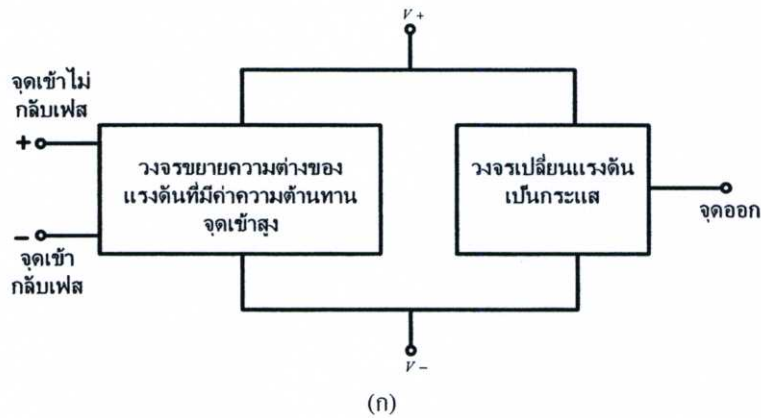 V+
จุดเข้าไม่
กลับเฟส
+
วงจรขยายความต่างของ
แรงดันที่มีค่าความต้านทาน
จุดเข้าสูง
วงจรเปลี่ยนแรงดัน
เป็นกระแส
จุดออก
−
จุดเข้า
กลับเฟส
V−
(ก)